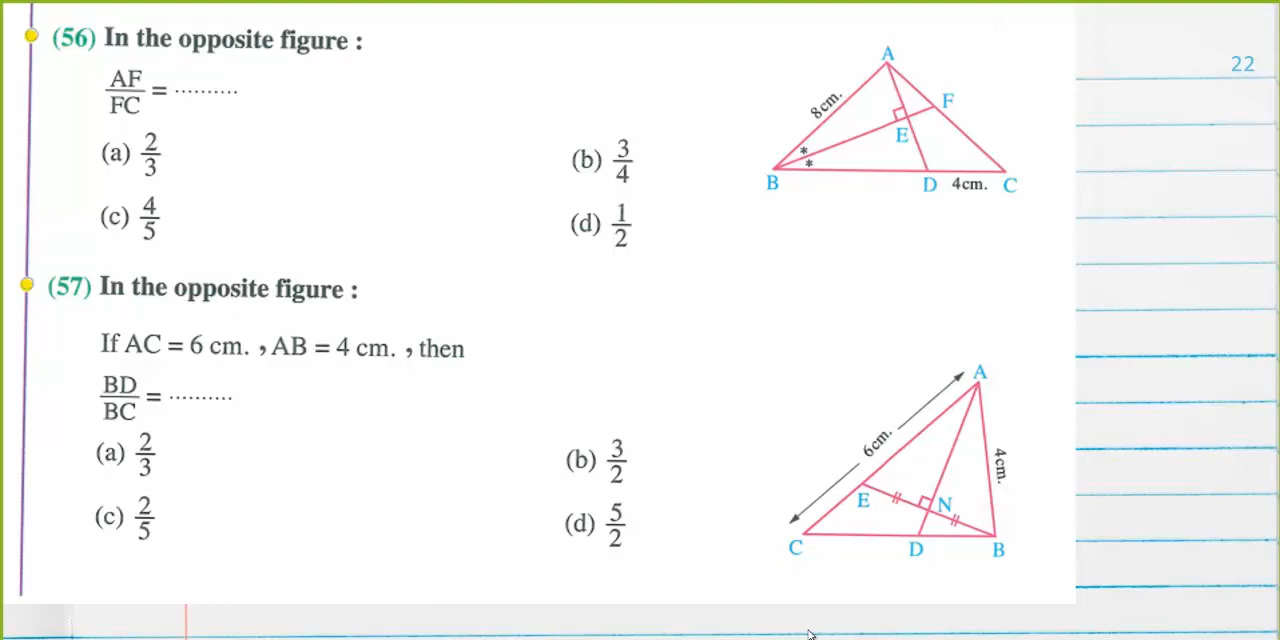 (56) In the opposite figure :
AF/FC = ..........
(a) 2/3
(b) 3/4
(c) 4/5
(d) 1/2
A
8cm.
F
E
*
*
B
D
4cm.
C
22
(57) In the opposite figure :
If AC = 6 cm. , AB = 4 cm. , then
BD/BC = ..........
(a) 2/3
(b) 3/2
(c) 2/5
(d) 5/2
A
6cm.
4cm.
E
N
C
D
B